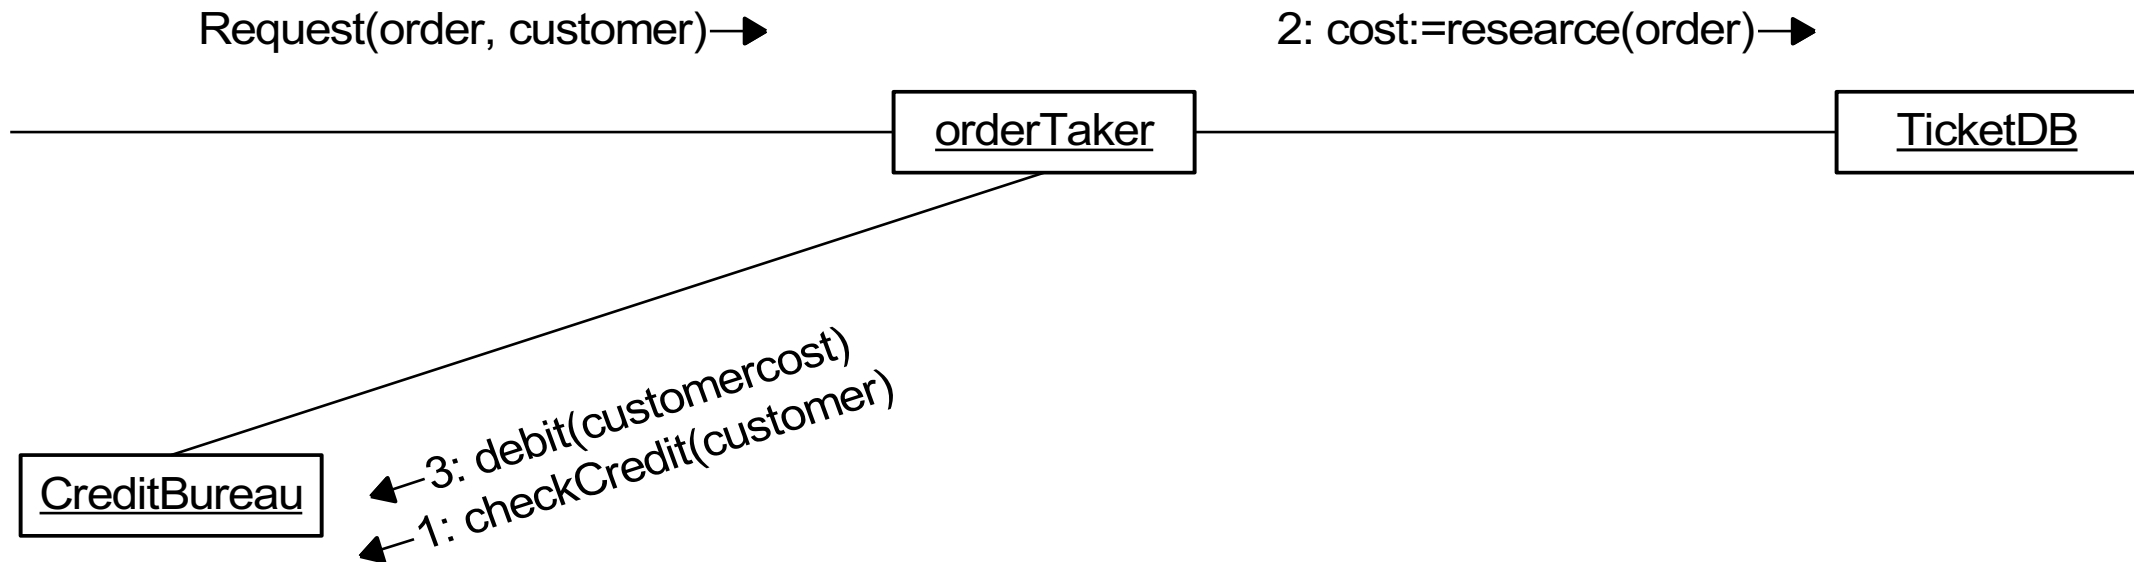 Request(order, customer)
2: cost:=researce(order)
orderTaker
TicketDB
3: debit(customercost)
1: checkCredit(customer)
CreditBureau